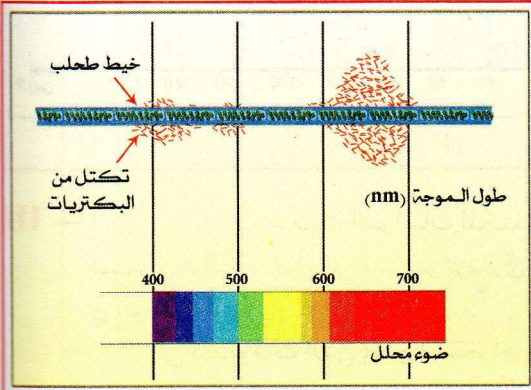 خيط طحلب
تكتل من
البكتريات
طول الموجة (nm)
400 500 600 700
ضوء محلل